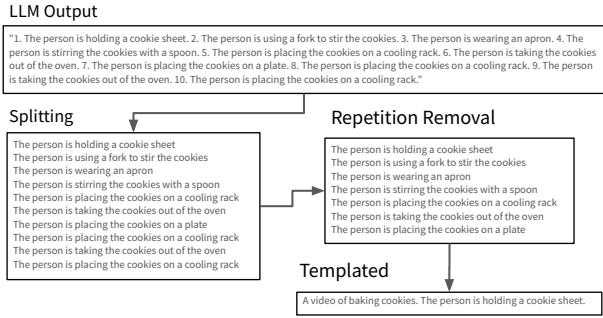 LLM Output
"1. The person is holding a cookie sheet. 2. The person is using a fork to stir the cookies. 3. The person is wearing an apron. 4. The
person is stirring the cookies with a spoon. 5. The person is placing the cookies on a cooling rack. 6. The person is taking the cookies
out of the oven. 7. The person is placing the cookies on a plate. 8. The person is placing the cookies on a cooling rack. 9. The person
is taking the cookies out of the oven. 10. The person is placing the cookies on a cooling rack."
Splitting
The person is holding a cookie sheet
The person is using a fork to stir the cookies
The person is wearing an apron
The person is stirring the cookies with a spoon
The person is placing the cookies on a cooling rack
The person is taking the cookies out of the oven
The person is placing the cookies on a plate
The person is placing the cookies on a cooling rack
The person is taking the cookies out of the oven
The person is placing the cookies on a cooling rack
Repetition Removal
The person is holding a cookie sheet
The person is using a fork to stir the cookies
The person is wearing an apron
The person is stirring the cookies with a spoon
The person is placing the cookies on a cooling rack
The person is taking the cookies out of the oven
The person is placing the cookies on a plate
Templated
A video of baking cookies. The person is holding a cookie sheet.